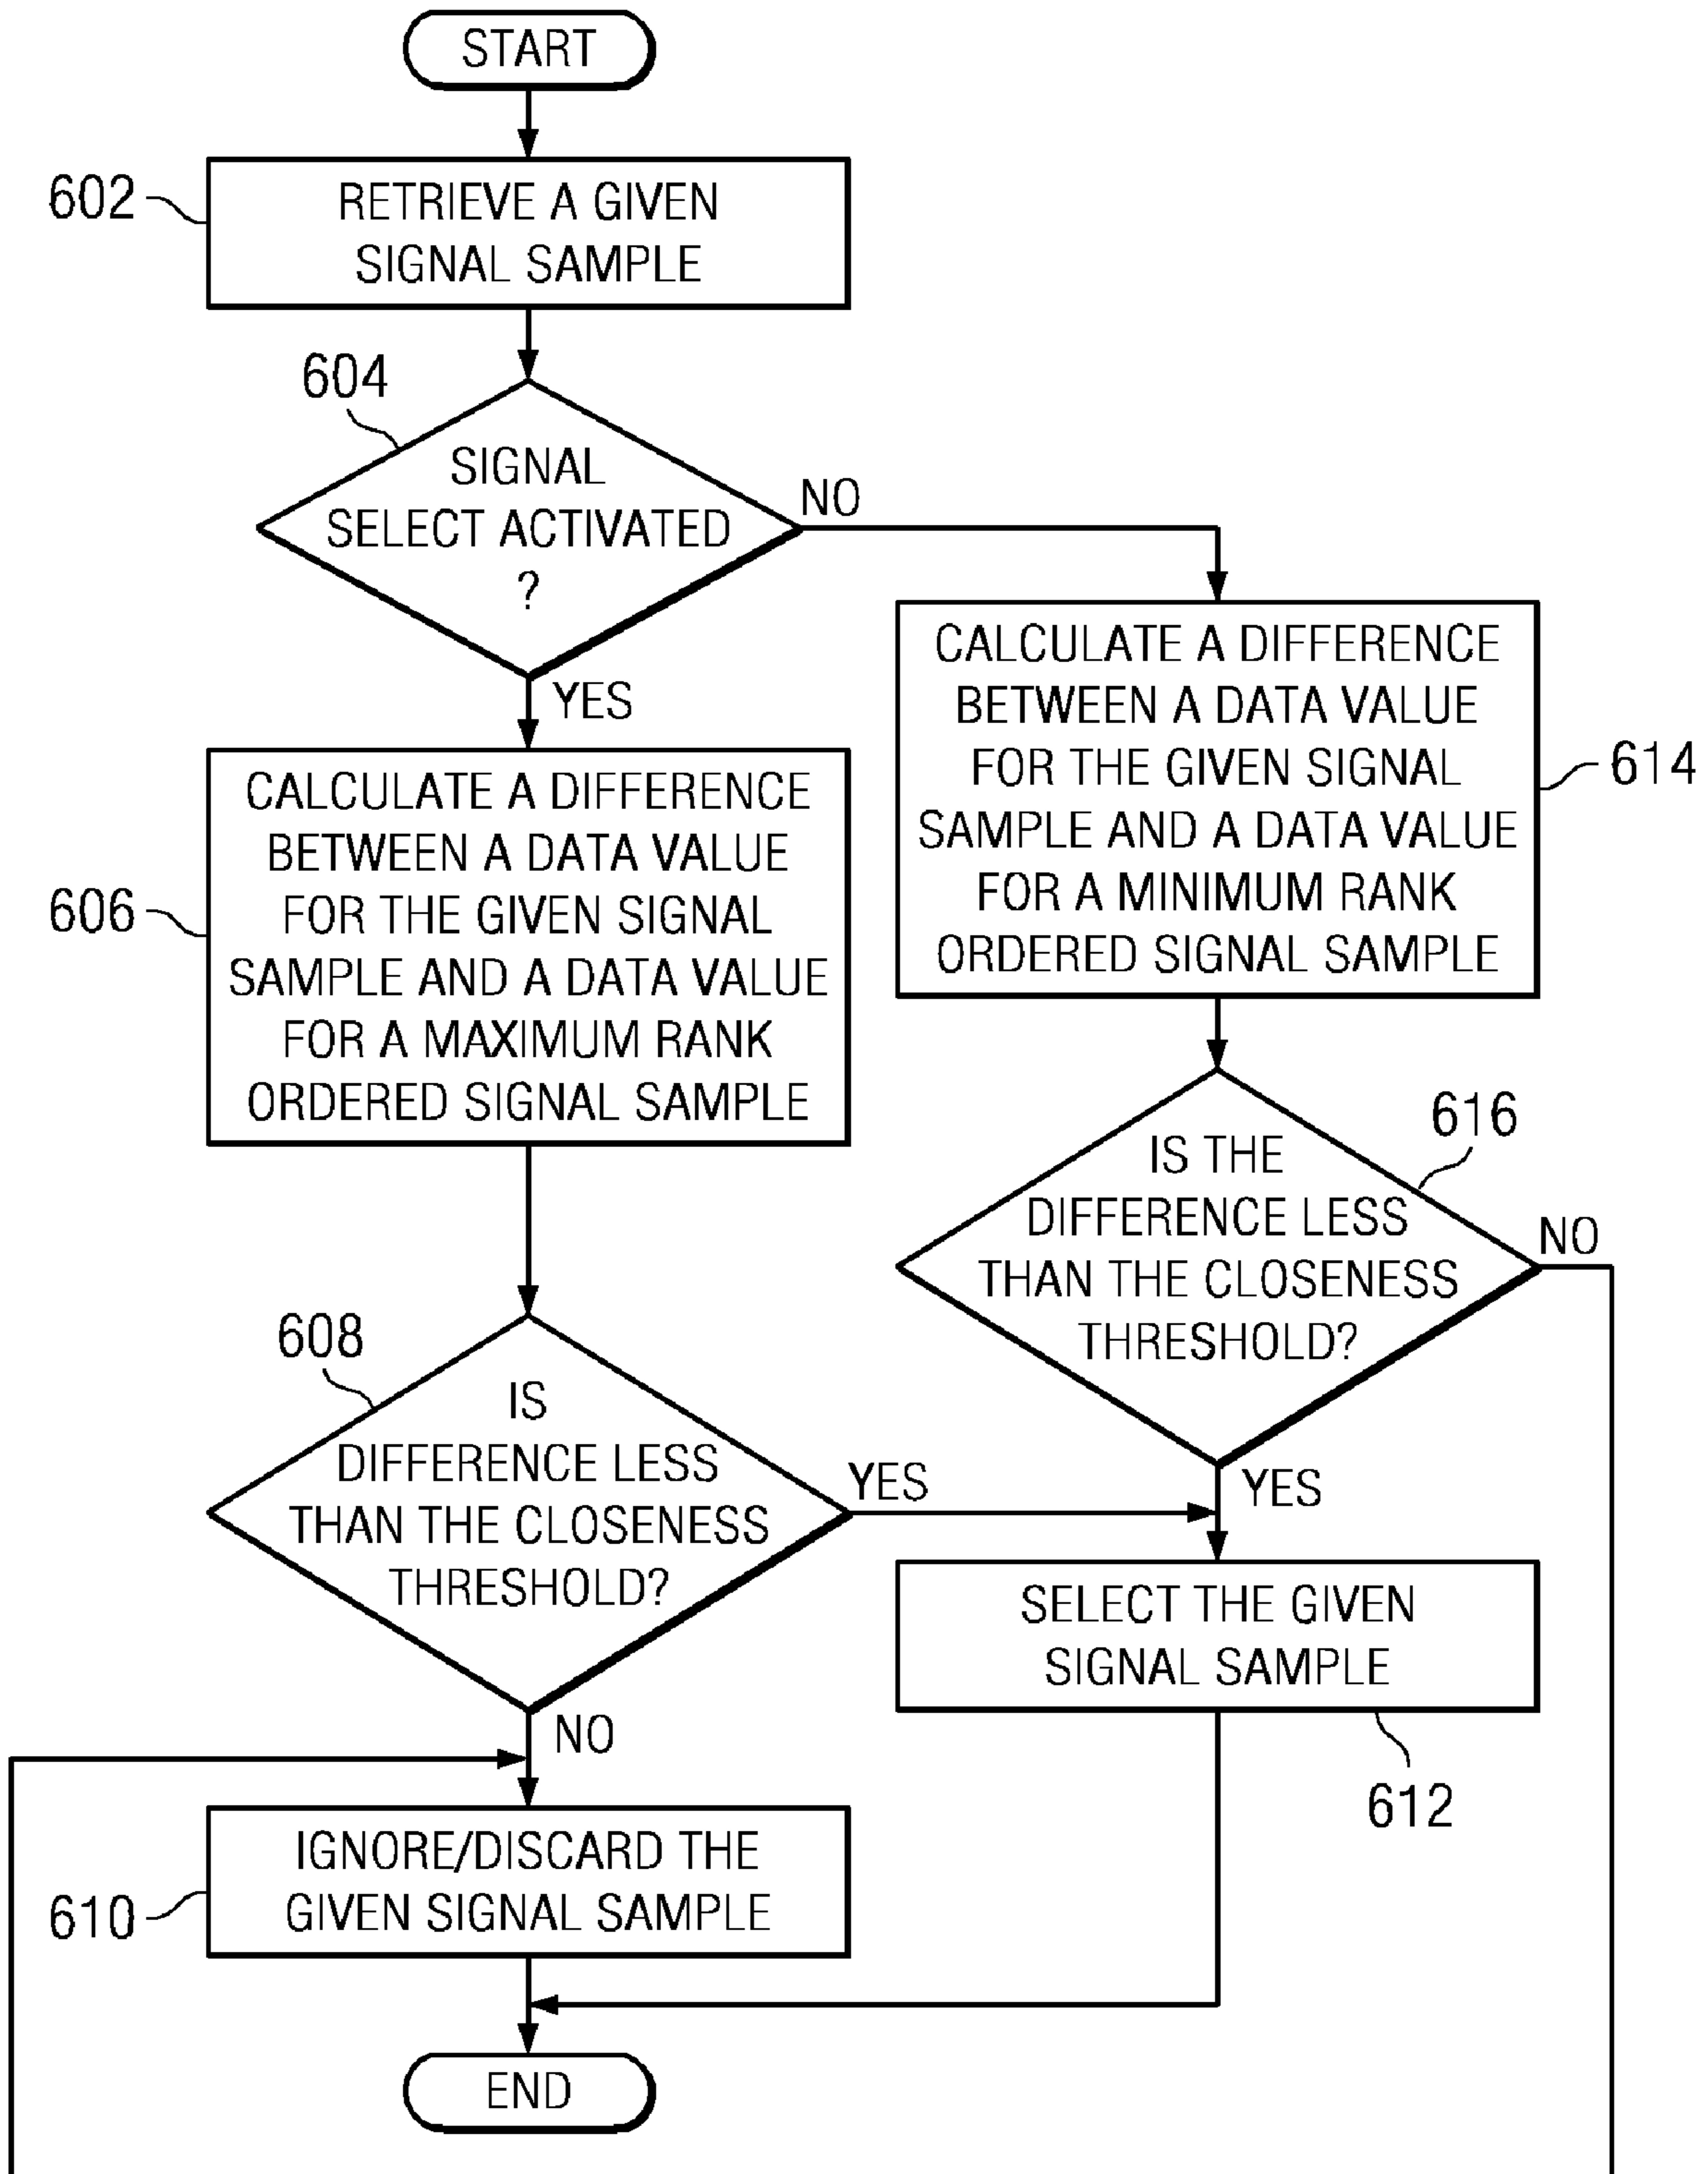 START
602
RETRIEVE A GIVEN
SIGNAL SAMPLE
604
SIGNAL
SELECT ACTIVATED
?
NO
YES
606
CALCULATE A DIFFERENCE
BETWEEN A DATA VALUE
FOR THE GIVEN SIGNAL
SAMPLE AND A DATA VALUE
FOR A MAXIMUM RANK
ORDERED SIGNAL SAMPLE
CALCULATE A DIFFERENCE
BETWEEN A DATA VALUE
FOR THE GIVEN SIGNAL
SAMPLE AND A DATA VALUE
FOR A MINIMUM RANK
ORDERED SIGNAL SAMPLE
614
616
IS THE
DIFFERENCE LESS
THAN THE CLOSENESS
THRESHOLD?
NO
YES
608
IS
DIFFERENCE LESS
THAN THE CLOSENESS
THRESHOLD?
YES
NO
SELECT THE GIVEN
SIGNAL SAMPLE
612
610
IGNORE/DISCARD THE
GIVEN SIGNAL SAMPLE
END